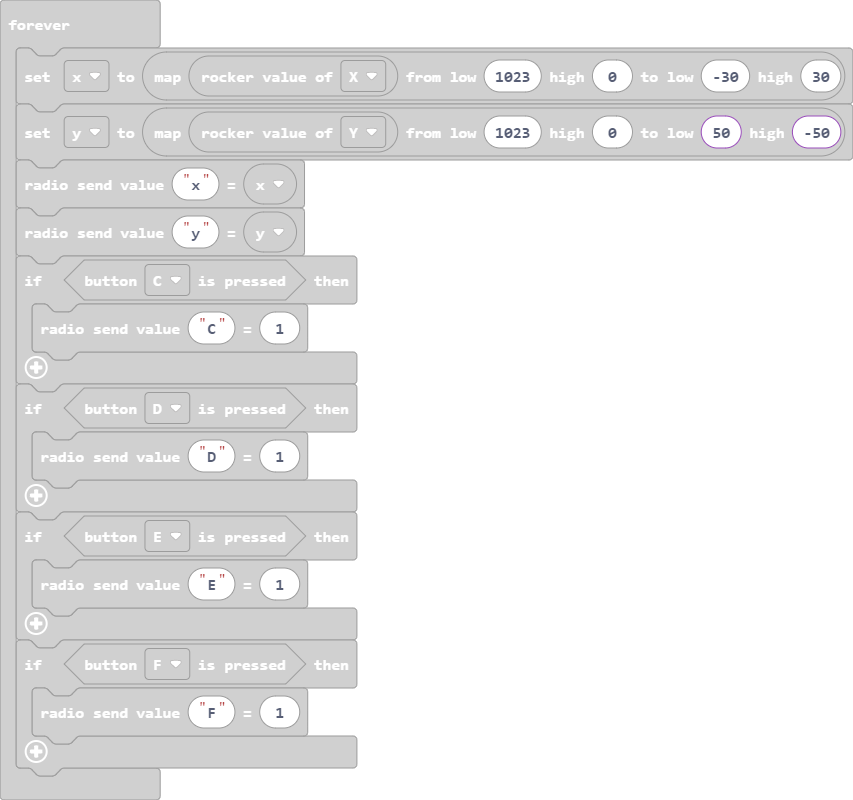 forever
set x to map rocker value of X from low 1023 high 0 to low -30 high 30
set y to map rocker value of Y from low 1023 high 0 to low 50 high -50
radio send value "x" = x
radio send value "y" = y
if button C is pressed then
radio send value "C" = 1
if button D is pressed then
radio send value "D" = 1
if button E is pressed then
radio send value "E" = 1
if button F is pressed then
radio send value "F" = 1